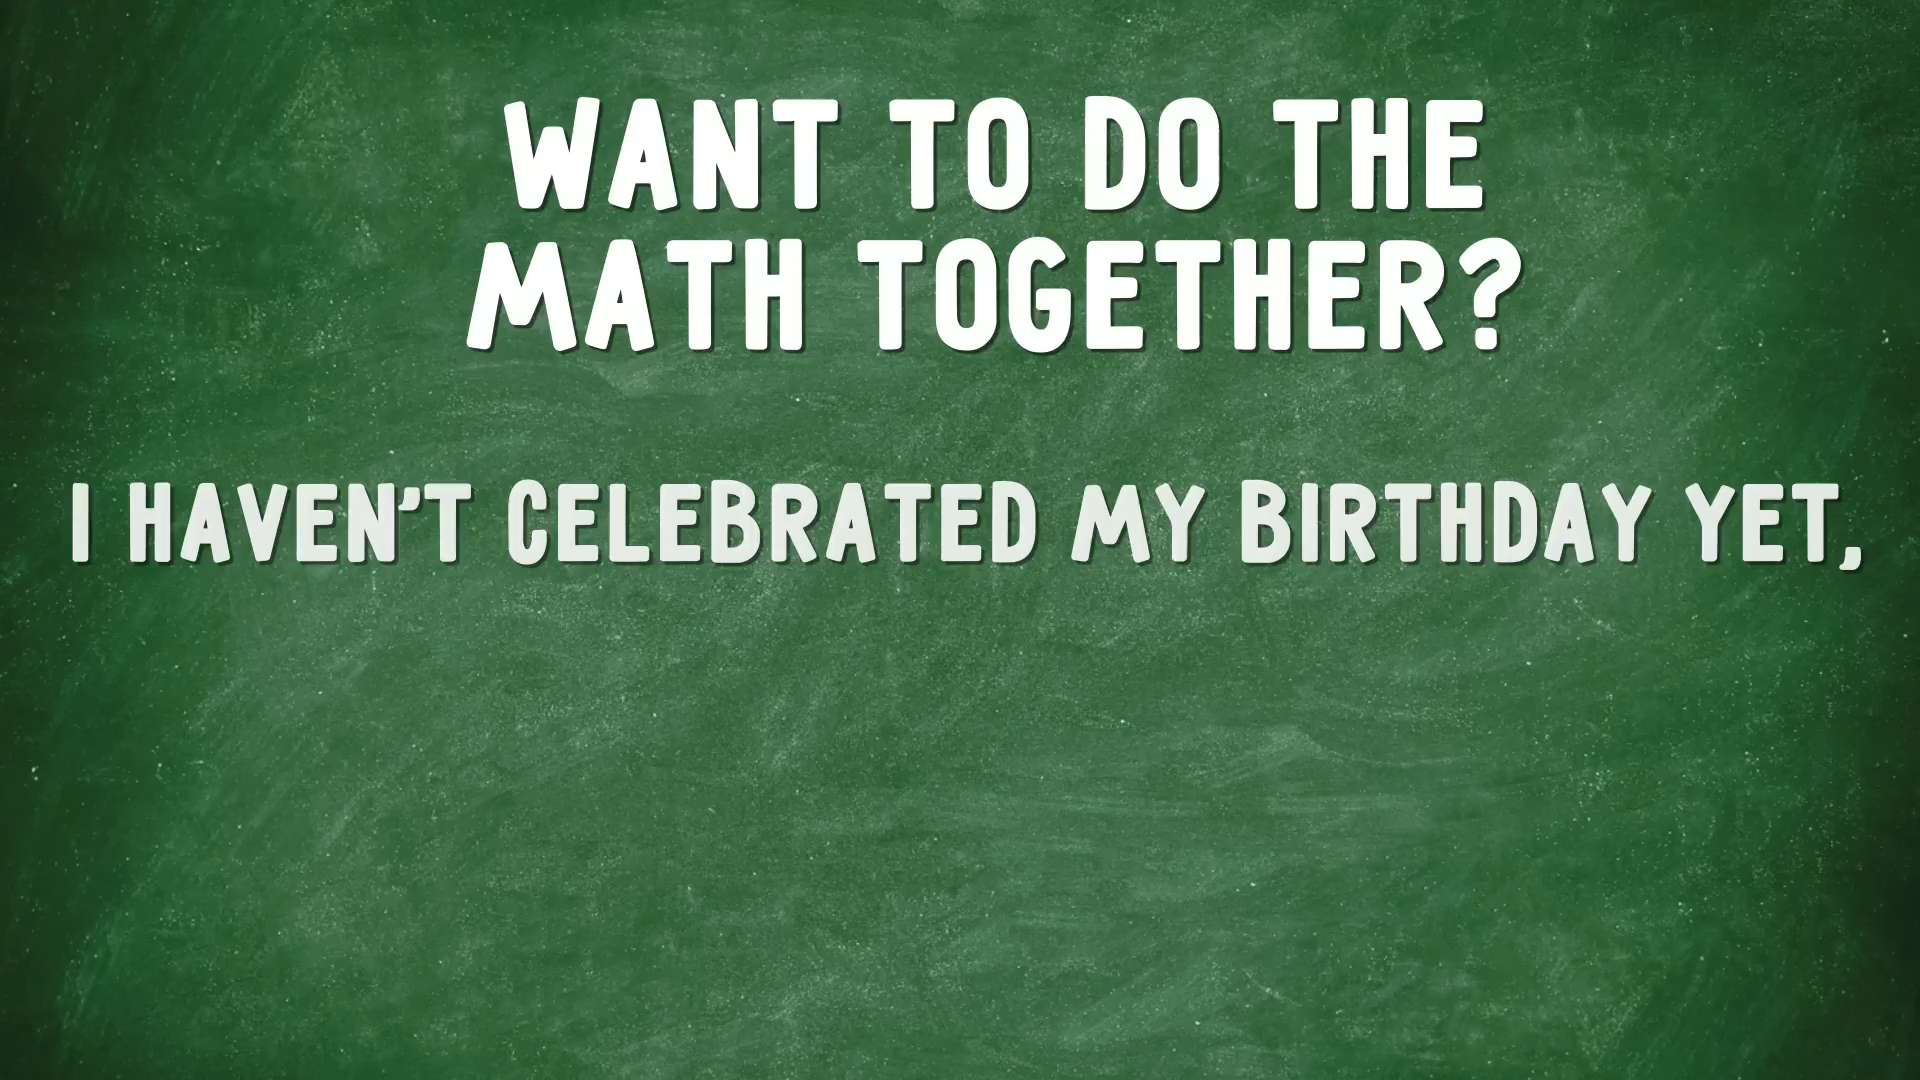 WANT TO DO THE
MATH TOGETHER?
I HAVEN'T CELEBRATED MY BIRTHDAY YET,